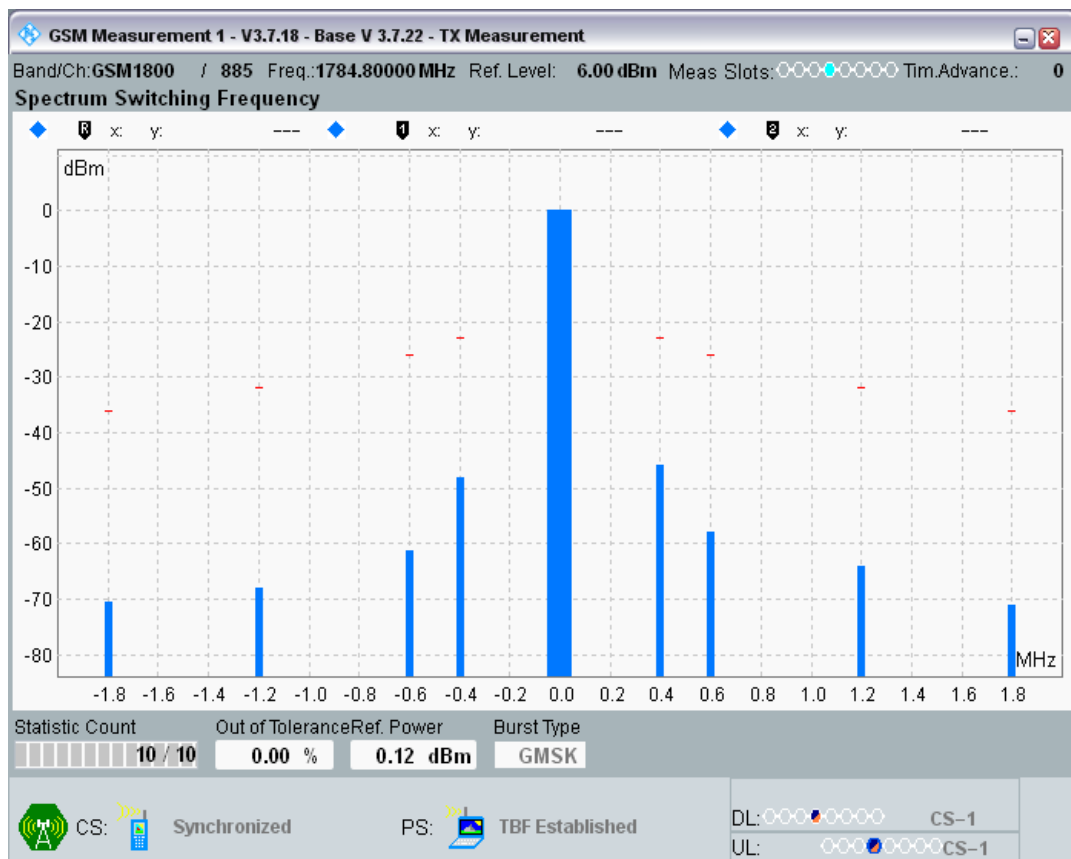 GSM Measurement 1 - V3.7.18 - Base V 3.7.22 - TX Measurement
Band/Ch:GSM1800 / 885 Freq.:1784.80000 MHz Ref. Level: 6.00 dBm Meas Slots: Tim.Advance.: 0
Spectrum Switching Frequency
R x: y: --- 1 x: y: --- 2 x: y: ---
dBm
0
-10
-20
-30
-40
-50
-60
-70
-80
MHz
-1.8 -1.6 -1.4 -1.2 -1.0 -0.8 -0.6 -0.4 -0.2 0.0 0.2 0.4 0.6 0.8 1.0 1.2 1.4 1.6 1.8
Statistic Count Out of Tolerance Ref. Power Burst Type
10 / 10 0.00 % 0.12 dBm GMSK
CS: Synchronized PS: TBF Established
DL: CS-1
UL: CS-1